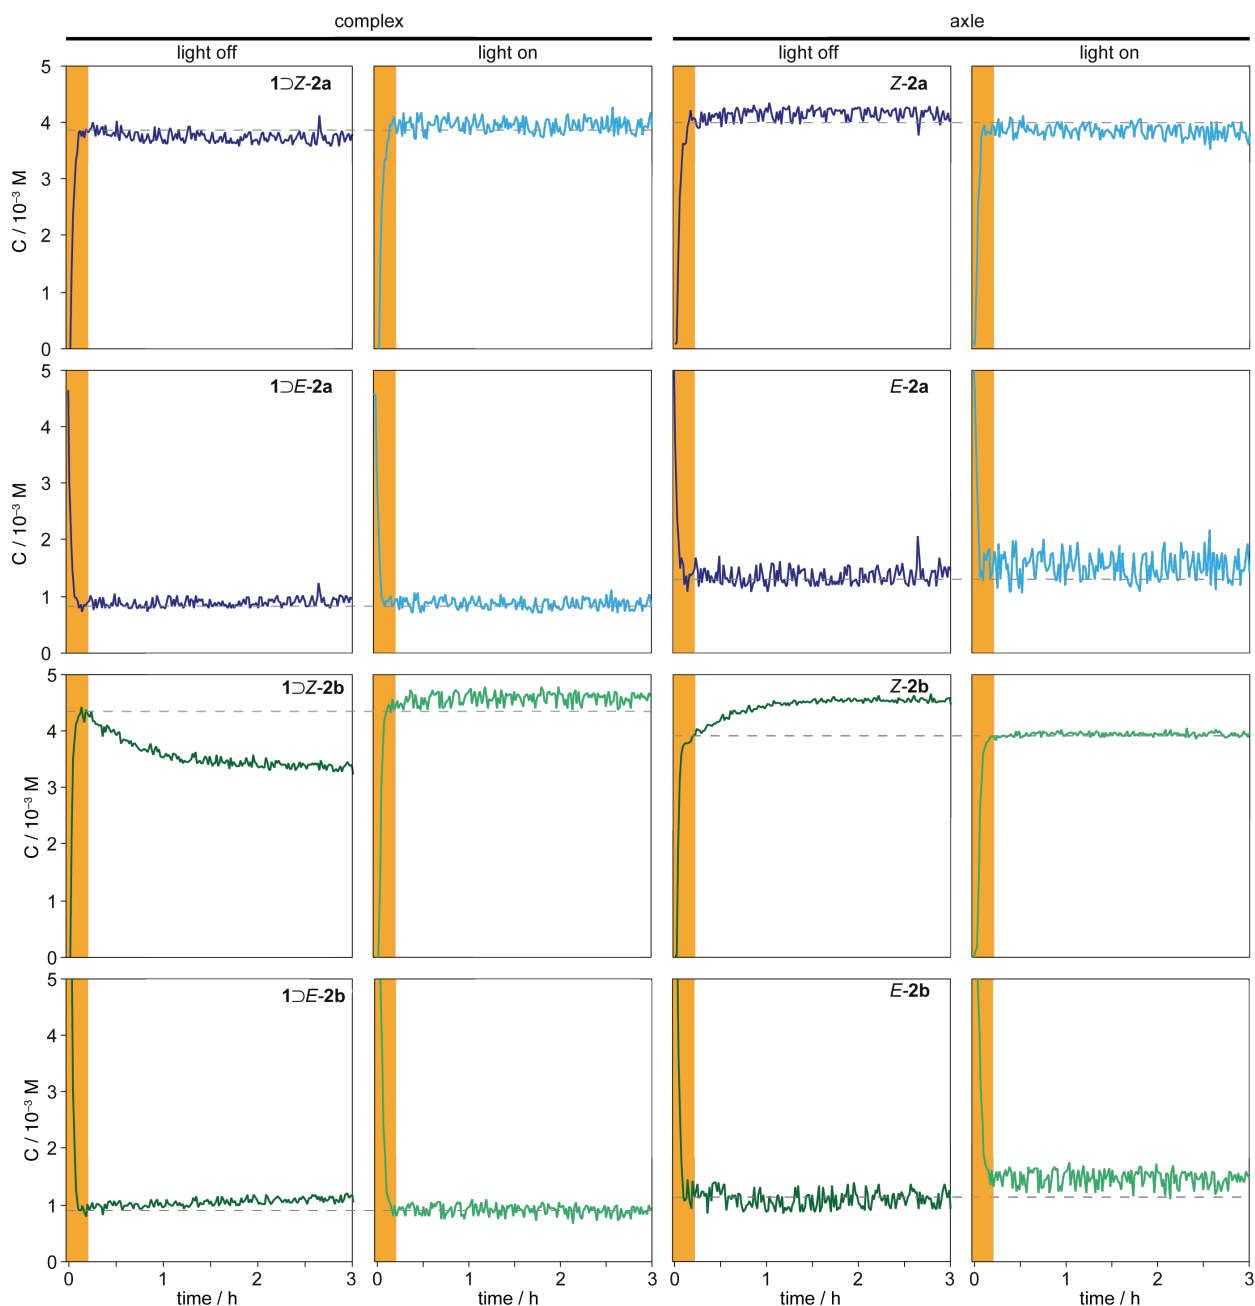 complex axle
light off light on light off light on
5 1⊃Z-2a Z-2a
4
3
C / 10⁻³ M
2
1
0
5 1⊃E-2a E-2a
4
3
C / 10⁻³ M
2
1
0
5 1⊃Z-2b Z-2b
4
3
C / 10⁻³ M
2
1
0
5 1⊃E-2b E-2b
4
3
C / 10⁻³ M
2
1
0
0 1 2 3 0 1 2 3 0 1 2 3 0 1 2 3
time / h time / h time / h time / h